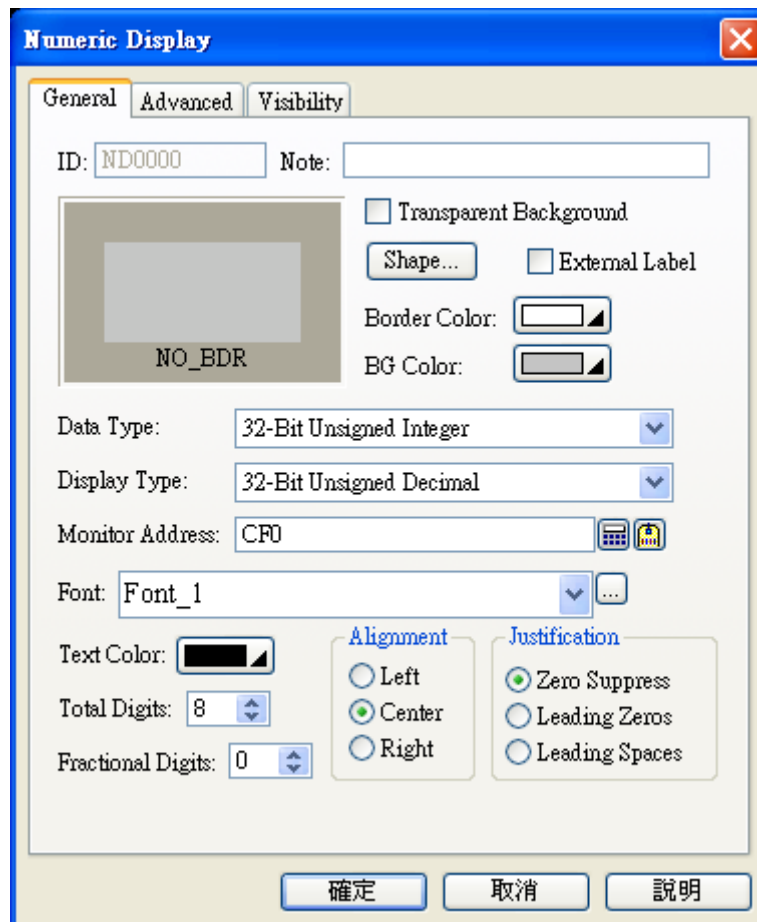 Numeric Display
General Advanced Visibility
ID: ND0000 Note:
Transparent Background
Shape... External Label
Border Color:
NO_BDR
BG Color:
Data Type: 32-Bit Unsigned Integer
Display Type: 32-Bit Unsigned Decimal
Monitor Address: CF0
Font: Font_1 ...
Text Color:
Total Digits: 8
Fractional Digits: 0
Alignment
Left
Center
Right
Justification
Zero Suppress
Leading Zeros
Leading Spaces
確定 取消 說明